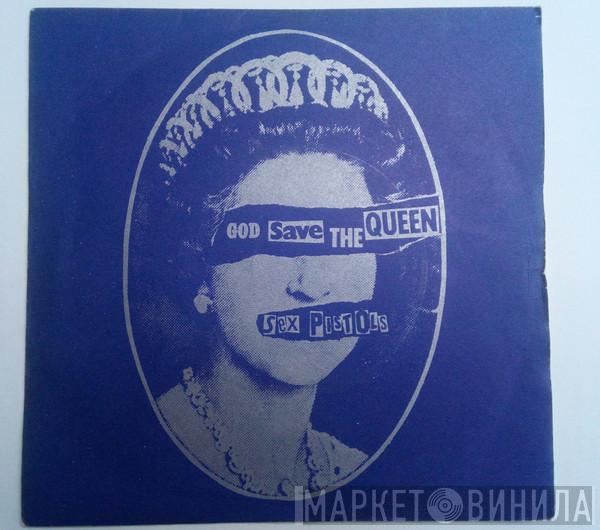 GOD Save THE QUEEN
SEX PISTOLS
МАРКЕТ ВИНИЛА